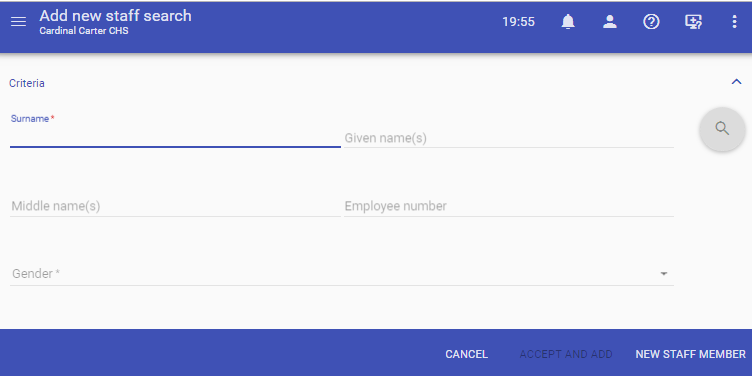 Add new staff search
Cardinal Carter CHS
19:55
Criteria
Surname *
Given name(s)
Middle name(s)
Employee number
Gender *
CANCEL
ACCEPT AND ADD
NEW STAFF MEMBER